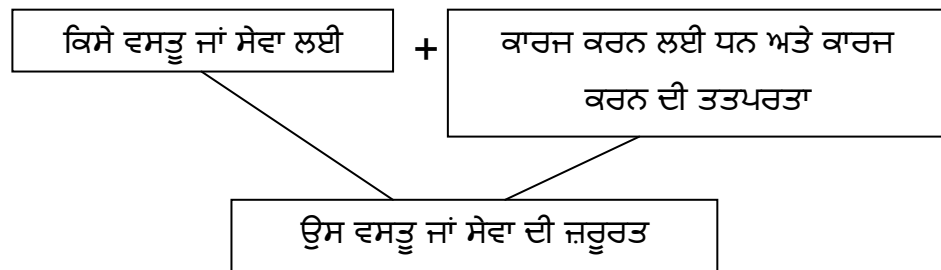 ਕਿਸੇ ਵਸਤੂ ਜਾਂ ਸੇਵਾ ਲਈ
+
ਕਾਰਜ ਕਰਨ ਲਈ ਧਨ ਅਤੇ ਕਾਰਜ
ਕਰਨ ਦੀ ਤਤਪਰਤਾ
ਉਸ ਵਸਤੂ ਜਾਂ ਸੇਵਾ ਦੀ ਜ਼ਰੂਰਤ